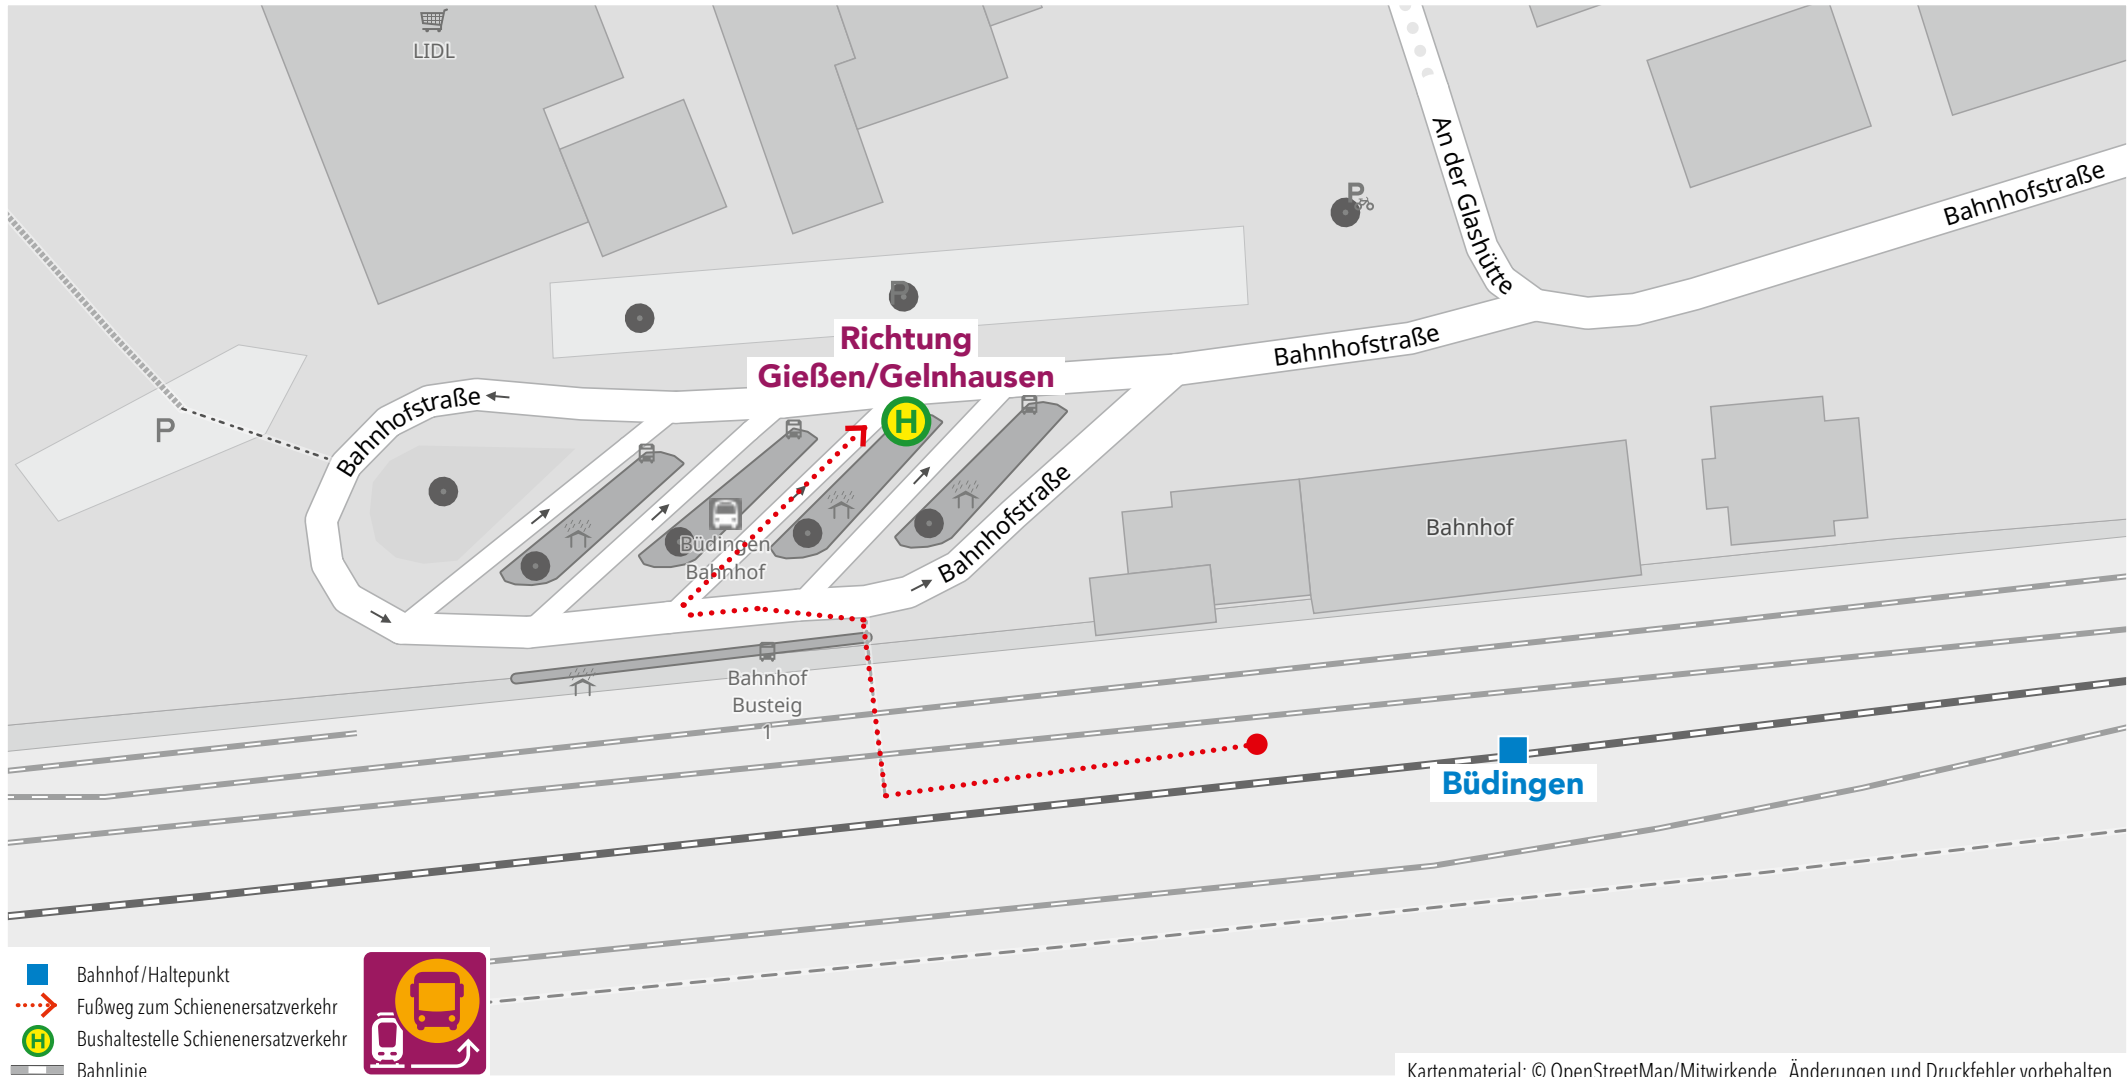 LIDL
An der Glashütte
P
Bahnhofstraße
P
Richtung
Gießen/Gelnhausen
Bahnhofstraße
Bahnhofstraße
P
H
Bahnhofstraße
Büdingen
Bahnhof
Bahnhof
Bahnhof
Busteig
1
Büdingen
Bahnhof/Haltepunkt
Fußweg zum Schienenersatzverkehr
H
Bushaltestelle Schienenersatzverkehr
Bahnlinie
Kartenmaterial: © OpenStreetMap/Mitwirkende, Änderungen und Druckfehler vorbehalten